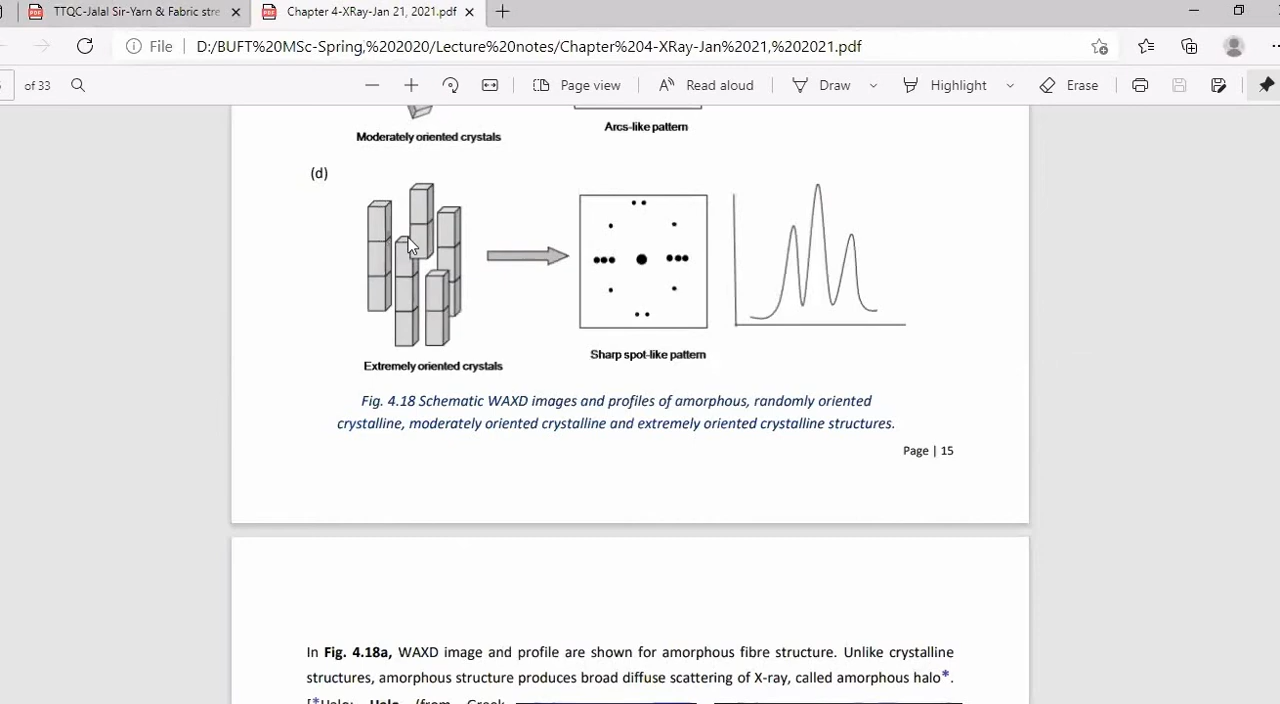 TTQC-Jalal Sir-Yarn & Fabric stre
Chapter 4-XRay-Jan 21, 2021.pdf
File
D:/BUFT%20MSc-Spring,%202020/Lecture%20notes/Chapter%204-XRay-Jan%2021,%202021.pdf
of 33
Page view
Read aloud
Draw
Highlight
Erase
Moderately oriented crystals
Arcs-like pattern
(d)
Extremely oriented crystals
Sharp spot-like pattern
Fig. 4.18 Schematic WAXD images and profiles of amorphous, randomly oriented
crystalline, moderately oriented crystalline and extremely oriented crystalline structures.
Page | 15
In Fig. 4.18a, WAXD image and profile are shown for amorphous fibre structure. Unlike crystalline
structures, amorphous structure produces broad diffuse scattering of X-ray, called amorphous halo*.
[*Halo: Halo (from Greek